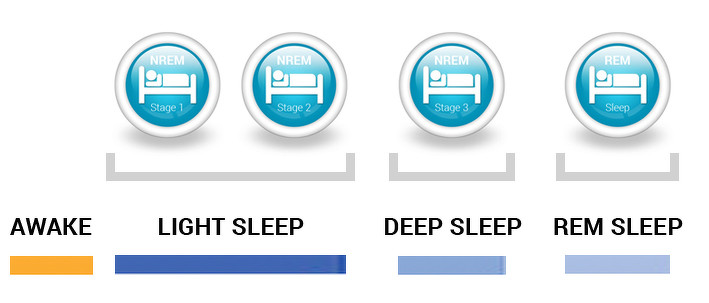 NREM
Stage 1
NREM
Stage 2
NREM
Stage 3
REM
Sleep
AWAKE
LIGHT SLEEP
DEEP SLEEP
REM SLEEP